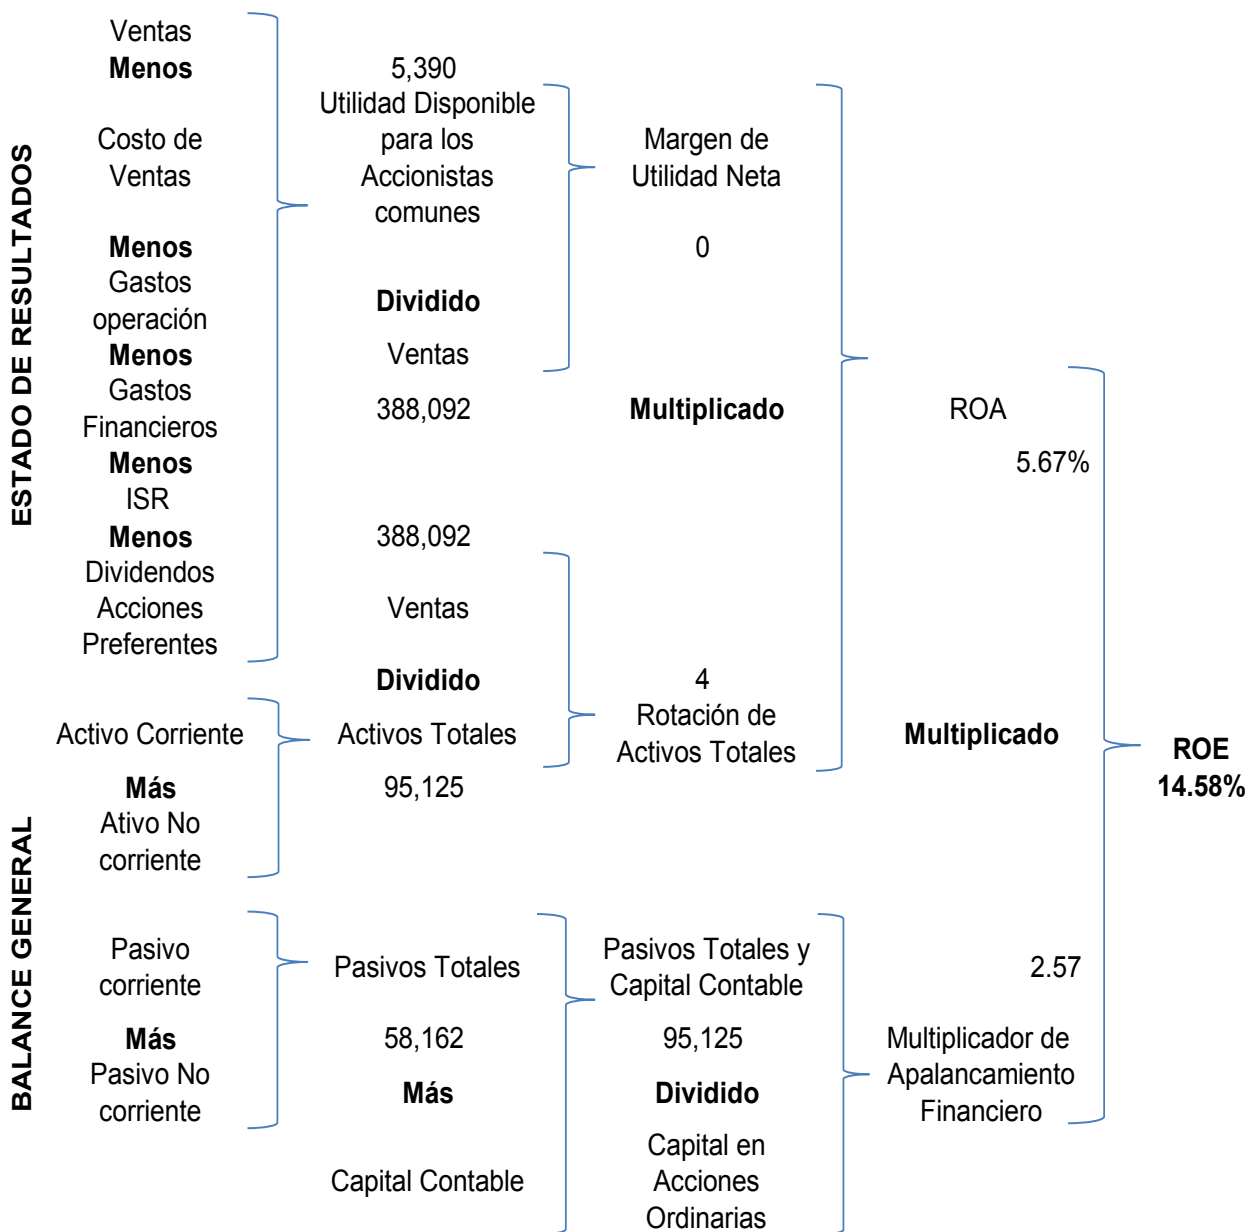 ESTADO DE RESULTADOS
Ventas
Menos
Costo de
Ventas
Menos
Gastos
operación
Menos
Gastos
Financieros
Menos
ISR
Menos
Dividendos
Acciones
Preferentes
5,390
Utilidad Disponible
para los
Accionistas
comunes
Dividido
Ventas
388,092
Margen de
Utilidad Neta
0
Multiplicado
388,092
Ventas
Dividido
Activos Totales
95,125
4
Rotación de
Activos Totales
ROA
5.67%
Multiplicado
ROE
14.58%
BALANCE GENERAL
Activo Corriente
Más
Ativo No
corriente
Pasivo
corriente
Más
Pasivo No
corriente
Pasivos Totales
58,162
Más
Capital Contable
Pasivos Totales y
Capital Contable
95,125
Dividido
Capital en
Acciones
Ordinarias
2.57
Multiplicador de
Apalancamiento
Financiero